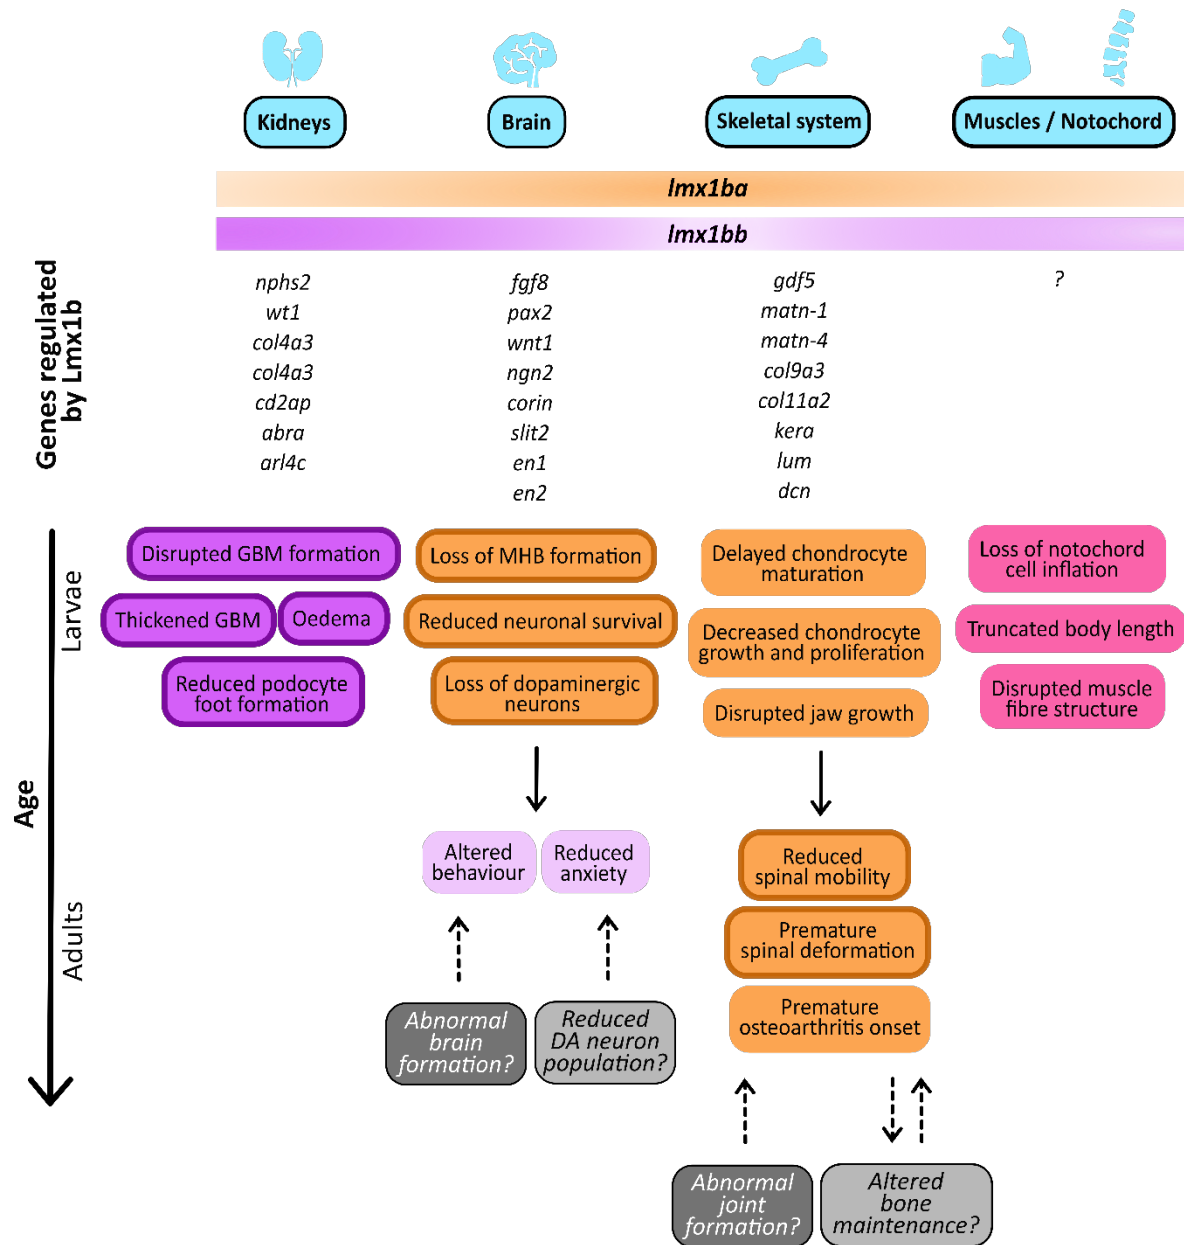 Kidneys
Brain
Skeletal system
Muscles / Notochord
lmx1ba
lmx1bb
Genes regulated
by Lmx1b
nphs2
wt1
col4a3
col4a3
cd2ap
abra
arl4c
fgf8
pax2
wnt1
ngn2
corin
slit2
en1
en2
gdf5
matn-1
matn-4
col9a3
col11a2
kera
lum
dcn
?
Age
Larvae
Adults
Disrupted GBM formation
Thickened GBM
Oedema
Reduced podocyte
foot formation
Loss of MHB formation
Reduced neuronal survival
Loss of dopaminergic
neurons
Delayed chondrocyte
maturation
Decreased chondrocyte
growth and proliferation
Disrupted jaw growth
Loss of notochord
cell inflation
Truncated body length
Disrupted muscle
fibre structure
Altered
behaviour
Reduced
anxiety
Reduced
spinal mobility
Premature
spinal deformation
Premature
osteoarthritis onset
Abnormal
brain
formation?
Reduced
DA neuron
population?
Abnormal
joint
formation?
Altered
bone
maintenance?